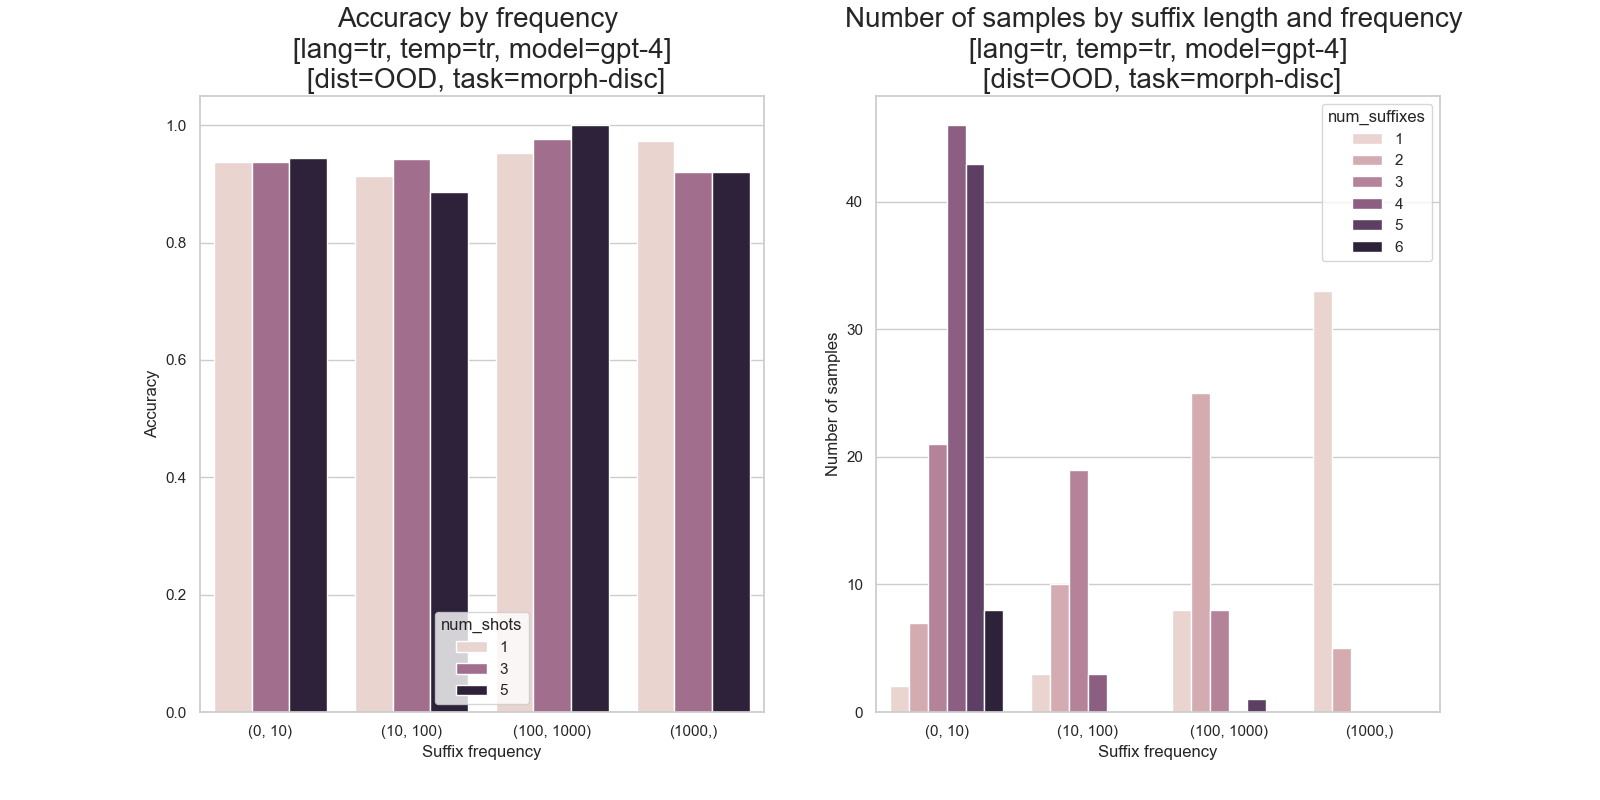 Accuracy by frequency
[lang=tr, temp=tr, model=gpt-4]
[dist=OOD, task=morph-disc]
1.0
0.8
0.6
0.4
0.2
0.0
Accuracy
num_shots
1
3
5
(0, 10)
(10, 100)
(100, 1000)
(1000,)
Suffix frequency
Number of samples by suffix length and frequency
[lang=tr, temp=tr, model=gpt-4]
[dist=OOD, task=morph-disc]
40
30
20
10
0
Number of samples
num_suffixes
1
2
3
4
5
6
(0, 10)
(10, 100)
(100, 1000)
(1000,)
Suffix frequency